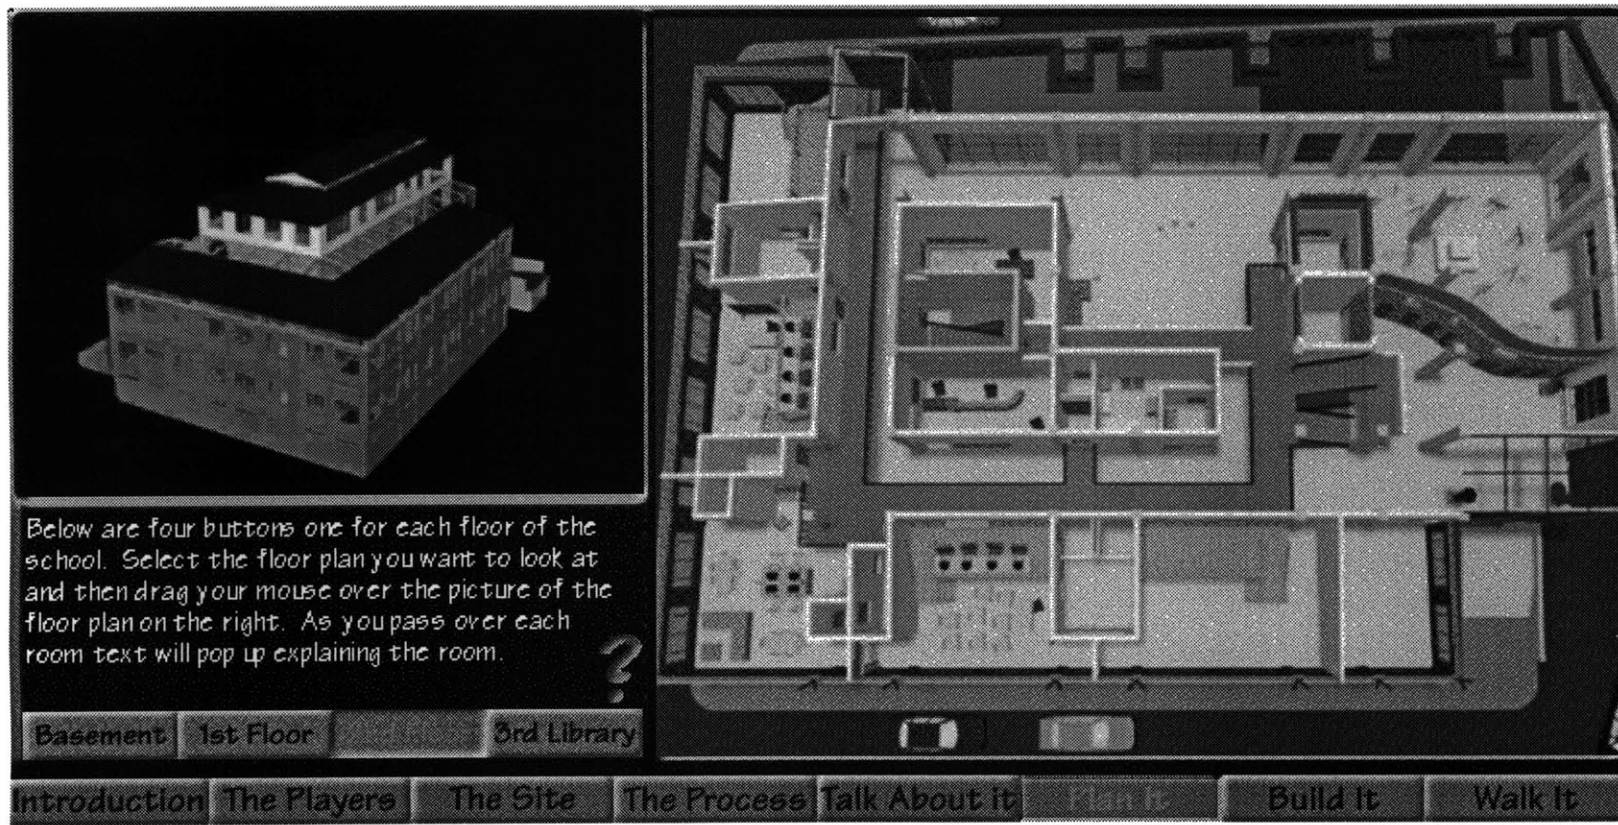 Below are four buttons one for each floor of the
school. Select the floor plan you want to look at
and then drag your mouse over the picture of the
floor plan on the right. As you pass over each
room text will pop up explaining the room.
?
Basement 1st Floor 3rd Library
Introduction The Players The Site The Process Talk About it Plan It Build It Walk It